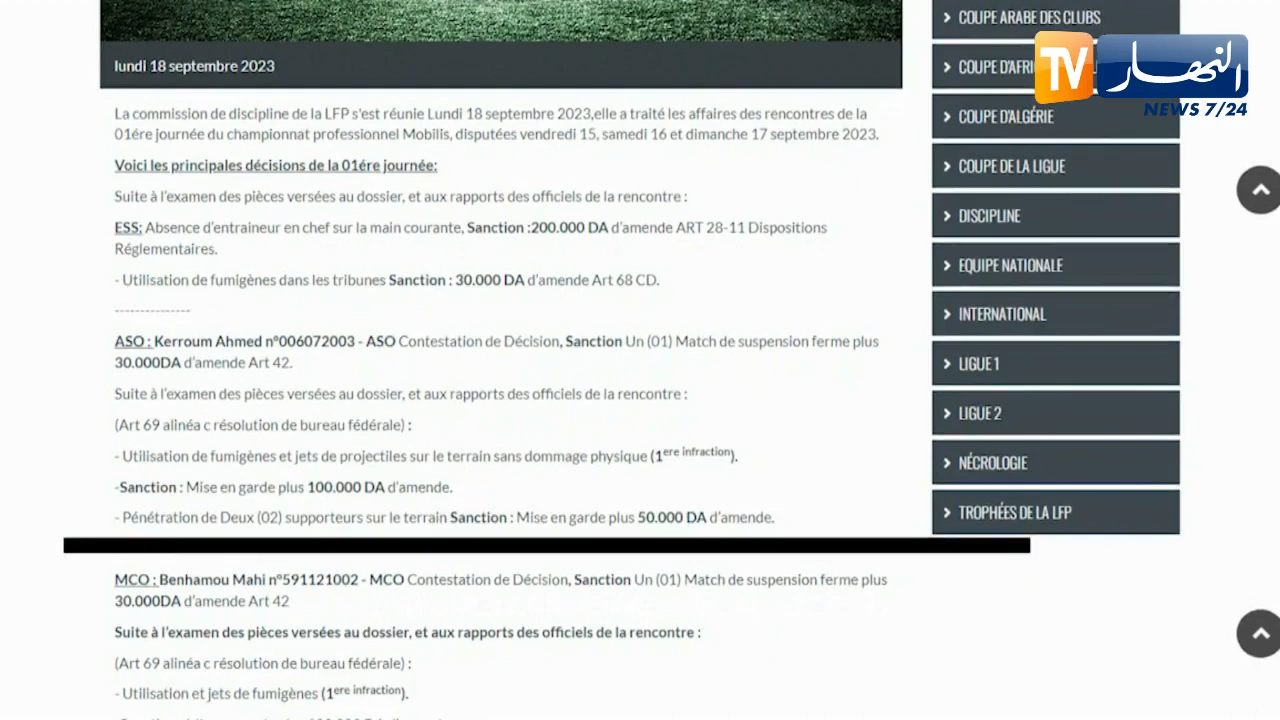 lundi 18 septembre 2023
La commission de discipline de la LFP s'est réunie Lundi 18 septembre 2023,elle a traité les affaires des rencontres de la
01ére journée du championnat professionnel Mobilis, disputées vendredi 15, samedi 16 et dimanche 17 septembre 2023.
Voici les principales décisions de la 01ére journée:
Suite à l’examen des pièces versées au dossier, et aux rapports des officiels de la rencontre :
ESS: Absence d’entraineur en chef sur la main courante, Sanction :200.000 DA d’amende ART 28-11 Dispositions
Réglementaires.
- Utilisation de fumigènes dans les tribunes Sanction : 30.000 DA d’amende Art 68 CD.
---------------
ASO : Kerroum Ahmed n°006072003 - ASO Contestation de Décision, Sanction Un (01) Match de suspension ferme plus
30.000DA d’amende Art 42.
Suite à l’examen des pièces versées au dossier, et aux rapports des officiels de la rencontre :
(Art 69 alinéa c résolution de bureau fédérale) :
- Utilisation de fumigènes et jets de projectiles sur le terrain sans dommage physique (1ere infraction).
-Sanction : Mise en garde plus 100.000 DA d’amende.
- Pénétration de Deux (02) supporteurs sur le terrain Sanction : Mise en garde plus 50.000 DA d’amende.
MCO : Benhamou Mahi n°591121002 - MCO Contestation de Décision, Sanction Un (01) Match de suspension ferme plus
30.000DA d’amende Art 42
Suite à l’examen des pièces versées au dossier, et aux rapports des officiels de la rencontre :
(Art 69 alinéa c résolution de bureau fédérale) :
- Utilisation et jets de fumigènes (1ere infraction).
COUPE ARABE DES CLUBS
COUPE
COUPE D'ALGÉRIE
COUPE DE LA LIGUE
DISCIPLINE
EQUIPE NATIONALE
INTERNATIONAL
LIGUE 1
LIGUE 2
NÉCROLOGIE
TROPHÉES DE LA LFP
TV النهار
NEWS 7/24